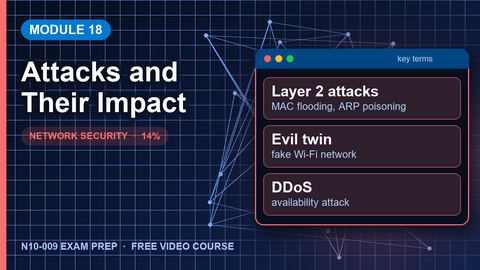 MODULE 18
Attacks and
Their Impact
NETWORK SECURITY · 14%
key terms
Layer 2 attacks
MAC flooding, ARP poisoning
Evil twin
fake Wi-Fi network
DDoS
availability attack
N10-009 EXAM PREP · FREE VIDEO COURSE